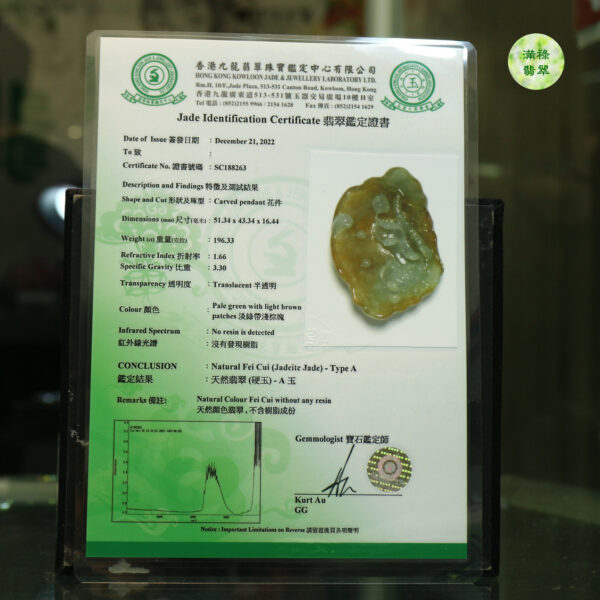 滿祿
翡翠
香港九龍翡翠珠寶鑑定中心有限公司
HONG KONG KOWLOON JADE & JEWELLERY LABORATORY LTD.
Rm.H, 10/F.,Jade Plaza, 513-531 Canton Road, Kowloon, Hong Kong
香港九龍廣東道513-531號玉器交易廣場10樓H室
Tel 電話 : (852)2155 9966 / 2154 1628 Fax 傳真 : (852)2154 1629
Jade Identification Certificate 翡翠鑑定證書
Date of Issue 簽發日期 : December 21, 2022
To 致 :
Certificate No. 證書號碼 : SC188263
Description and Findings 特徵及測試結果
Shape and Cut 形狀及琢型 : Carved pendant 花件
Dimensions (mm) 尺寸(毫米) : 51.34 x 43.34 x 16.44
Weight (ct) 重量(克拉) : 196.33
Refractive Index 折射率 : 1.66
Specific Gravity 比重 : 3.30
Transparency 透明度 : Translucent 半透明
Colour 顏色 : Pale green with light brown
patches 淡綠帶淺棕塊
Infrared Spectrum : No resin is detected
紅外線光譜 : 沒有發現樹脂
CONCLUSION : Natural Fei Cui (Jadeite Jade) - Type A
鑑定結果 : 天然翡翠 (硬玉) - A 玉
Remarks 備註: Natural Colour Fei Cui without any resin
天然顏色翡翠, 不含樹脂成份
Gemmologist 寶石鑑定師
Kurt Au
GG
Notice : Important Limitations on Reverse 請留意後頁各項聲明